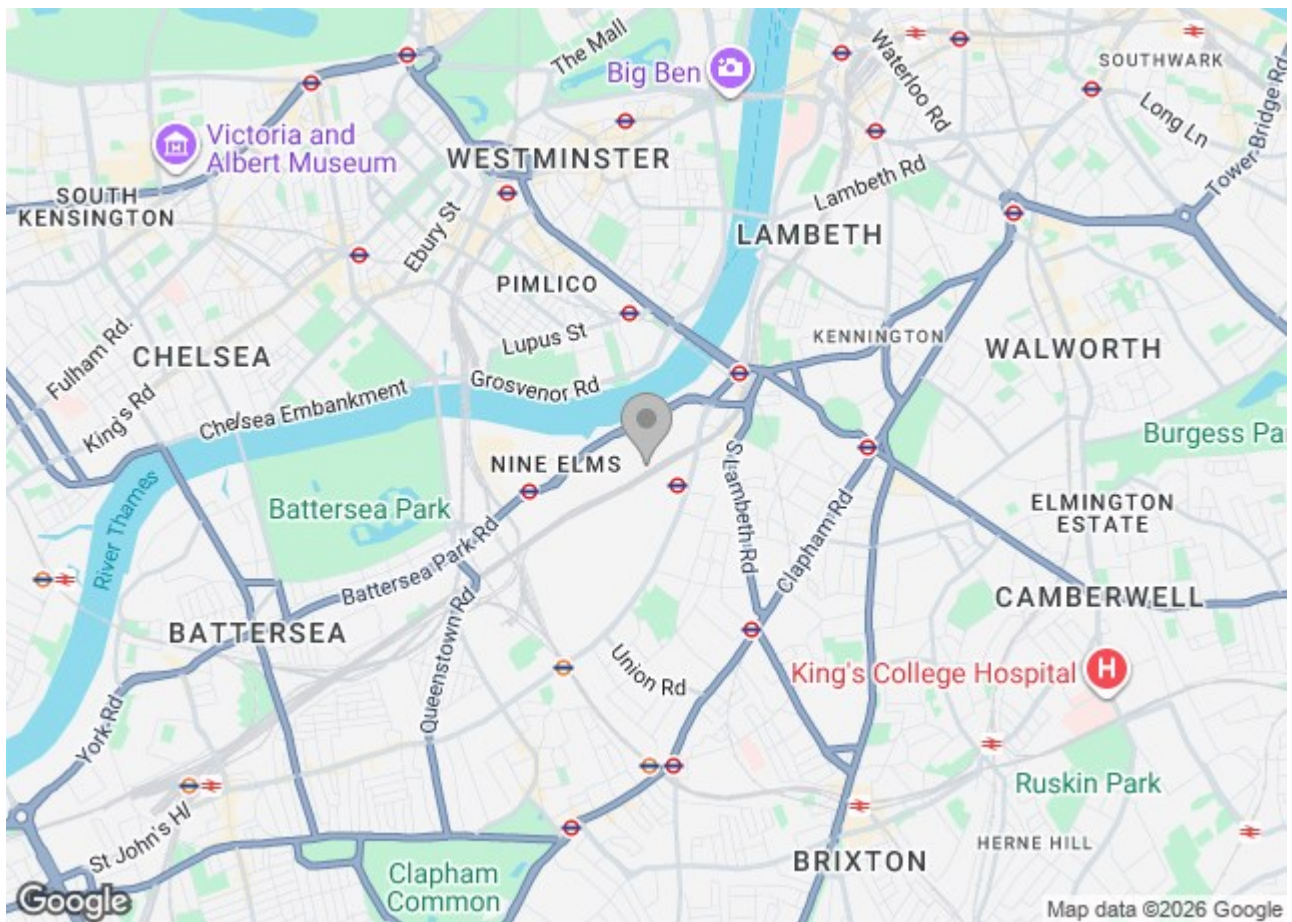 The Mall
Big Ben
Waterloo Rd
SOUTHWARK
Long Ln
Tower Bridge Rd
Victoria and
Albert Museum
WESTMINSTER
Lambeth Rd
SOUTH
KENSINGTON
Ebury St
LAMBETH
PIMLICO
Lupus St
KENNINGTON
WALWORTH
Fulham Rd.
CHELSEA
King's Rd
Chelsea Embankment
Grosvenor Rd
Burgess Pa
NINE ELMS
S Lambeth Rd
Clapham Rd
River Thames
Battersea Park
ELMINGTON
ESTATE
Battersea Park Rd
CAMBERWELL
BATTERSEA
Queenstown Rd
Union Rd
King's College Hospital
H
York Rd
Ruskin Park
St John's H
HERNE HILL
BRIXTON
Clapham
Common
Google
Map data ©2026 Google